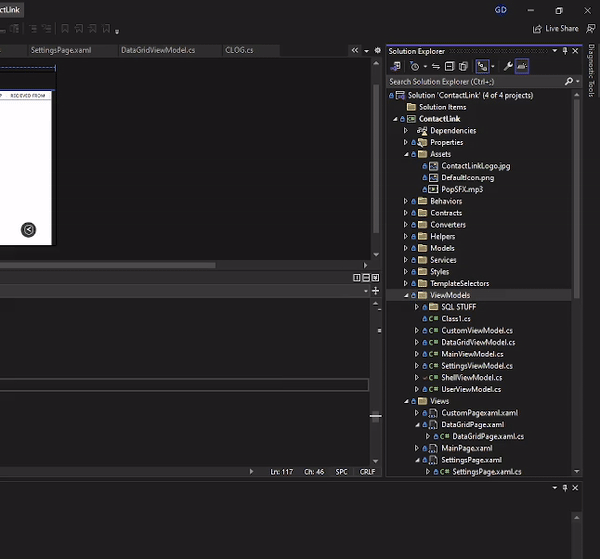 ntactLink
GD
Live Share
SettingsPage.xaml
DataGridViewModel.cs
CLOG.cs
Solution Explorer
Diagnostic Tools
Search Solution Explorer (Ctrl+;)
Solution 'ContactLink' (4 of 4 projects)
Solution Items
ContactLink
Dependencies
Properties
Assets
ContactLinkLogo.jpg
DefaultIcon.png
PopSFX.mp3
Behaviors
Contracts
Converters
Helpers
Models
Services
Styles
TemplateSelectors
ViewModels
SQL STUFF
C# Class1.cs
C# CustomViewModel.cs
C# DataGridViewModel.cs
C# MainViewModel.cs
C# SettingsViewModel.cs
C# ShellViewModel.cs
C# UserViewModel.cs
Views
CustomPagexaml.xaml
DataGridPage.xaml
C# DataGridPage.xaml.cs
MainPage.xaml
SettingsPage.xaml
C# SettingsPage.xaml.cs
RECIEVED FROM
Ln: 117
Ch: 46
SPC
CRLF